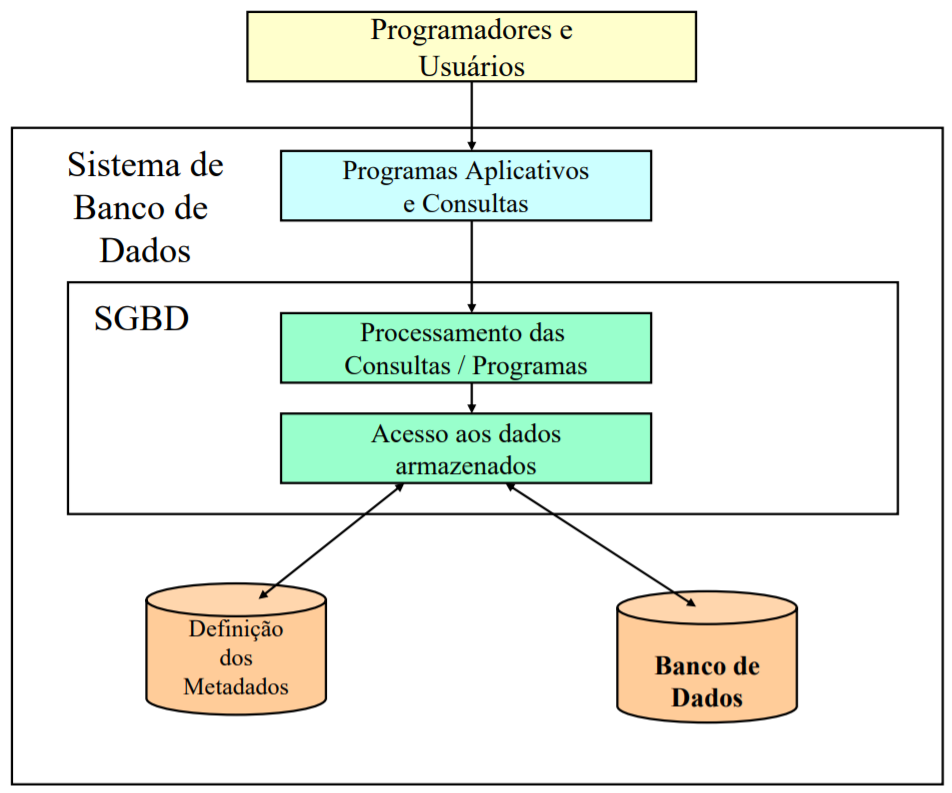 Programadores e
Usuários
Sistema de
Banco de
Dados
Programas Aplicativos
e Consultas
SGBD
Processamento das
Consultas / Programas
Acesso aos dados
armazenados
Definição
dos
Metadados
Banco de
Dados